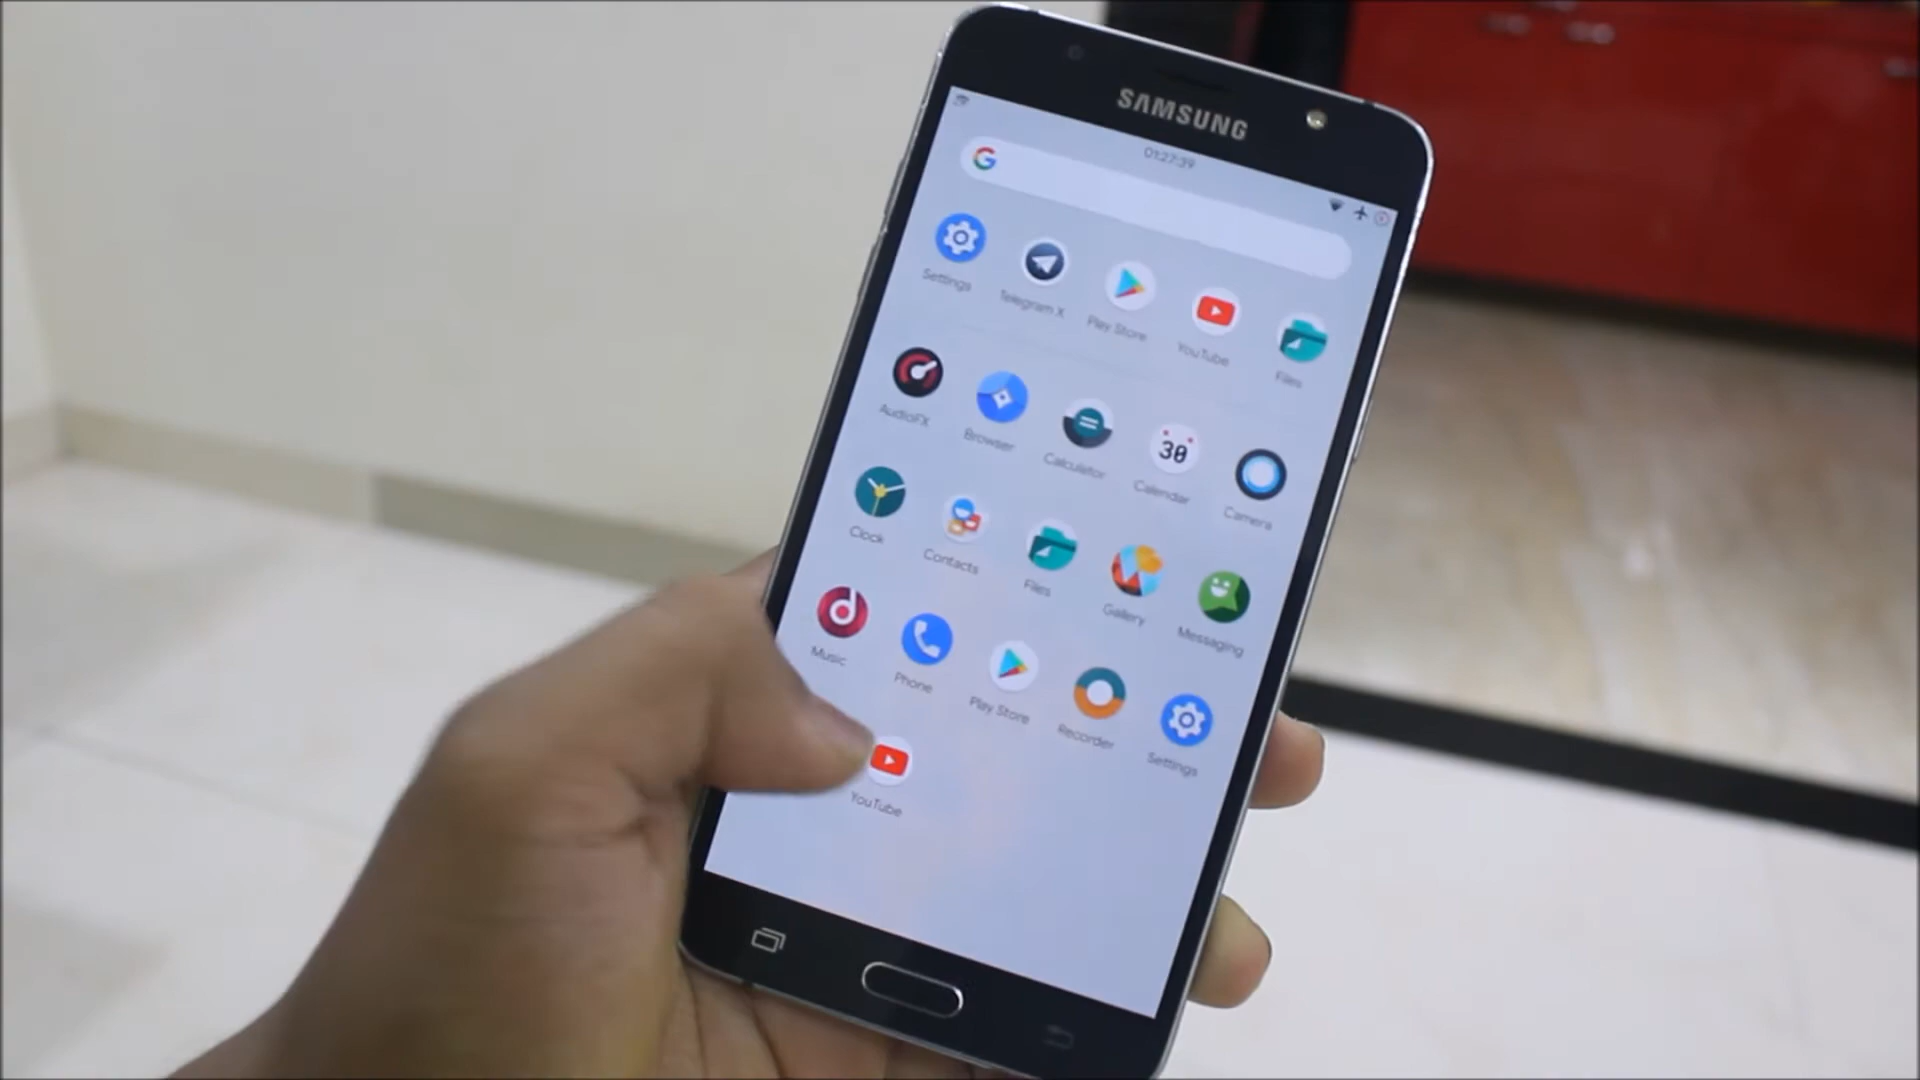 SAMSUNG
01:27:39
G
Settings
Telegram X
Play Store
YouTube
Files
AudioFX
Browser
Calculator
30
Calendar
Camera
Clock
Contacts
Files
Gallery
Messaging
Music
Phone
Play Store
Recorder
Settings
YouTube